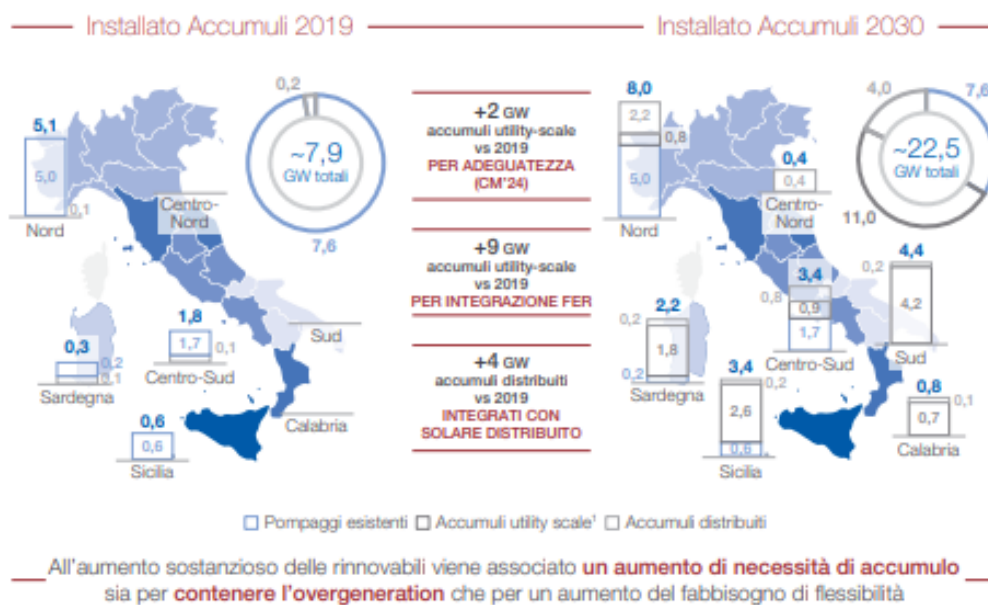 Installato Accumuli 2019
0,2
~7,9
GW totali
7,6
5,1
5,0
0,1
Nord
Centro-
Nord
1,8
1,7
0,1
Centro-Sud
Sud
0,3
0,2
0,1
Sardegna
0,6
0,6
Sicilia
Calabria
+2 GW
accumuli utility-scale
vs 2019
PER ADEGUATEZZA
(CM'24)
+9 GW
accumuli utility-scale
vs 2019
PER INTEGRAZIONE FER
+4 GW
accumuli distribuiti
vs 2019
INTEGRATI CON
SOLARE DISTRIBUITO
Installato Accumuli 2030
4,0
7,6
~22,5
GW totali
11,0
8,0
2,2
0,8
5,0
Nord
0,4
0,4
Centro-
Nord
3,4
0,8
0,9
1,7
Centro-Sud
4,4
0,2
4,2
Sud
2,2
0,2
1,8
0,2
Sardegna
3,4
0,2
2,6
0,6
Sicilia
0,8
0,1
0,7
Calabria
Pompaggi esistenti Accumuli utility scale¹ Accumuli distribuiti
All'aumento sostanzioso delle rinnovabili viene associato un aumento di necessità di accumulo
sia per contenere l'overgeneration che per un aumento del fabbisogno di flessibilità